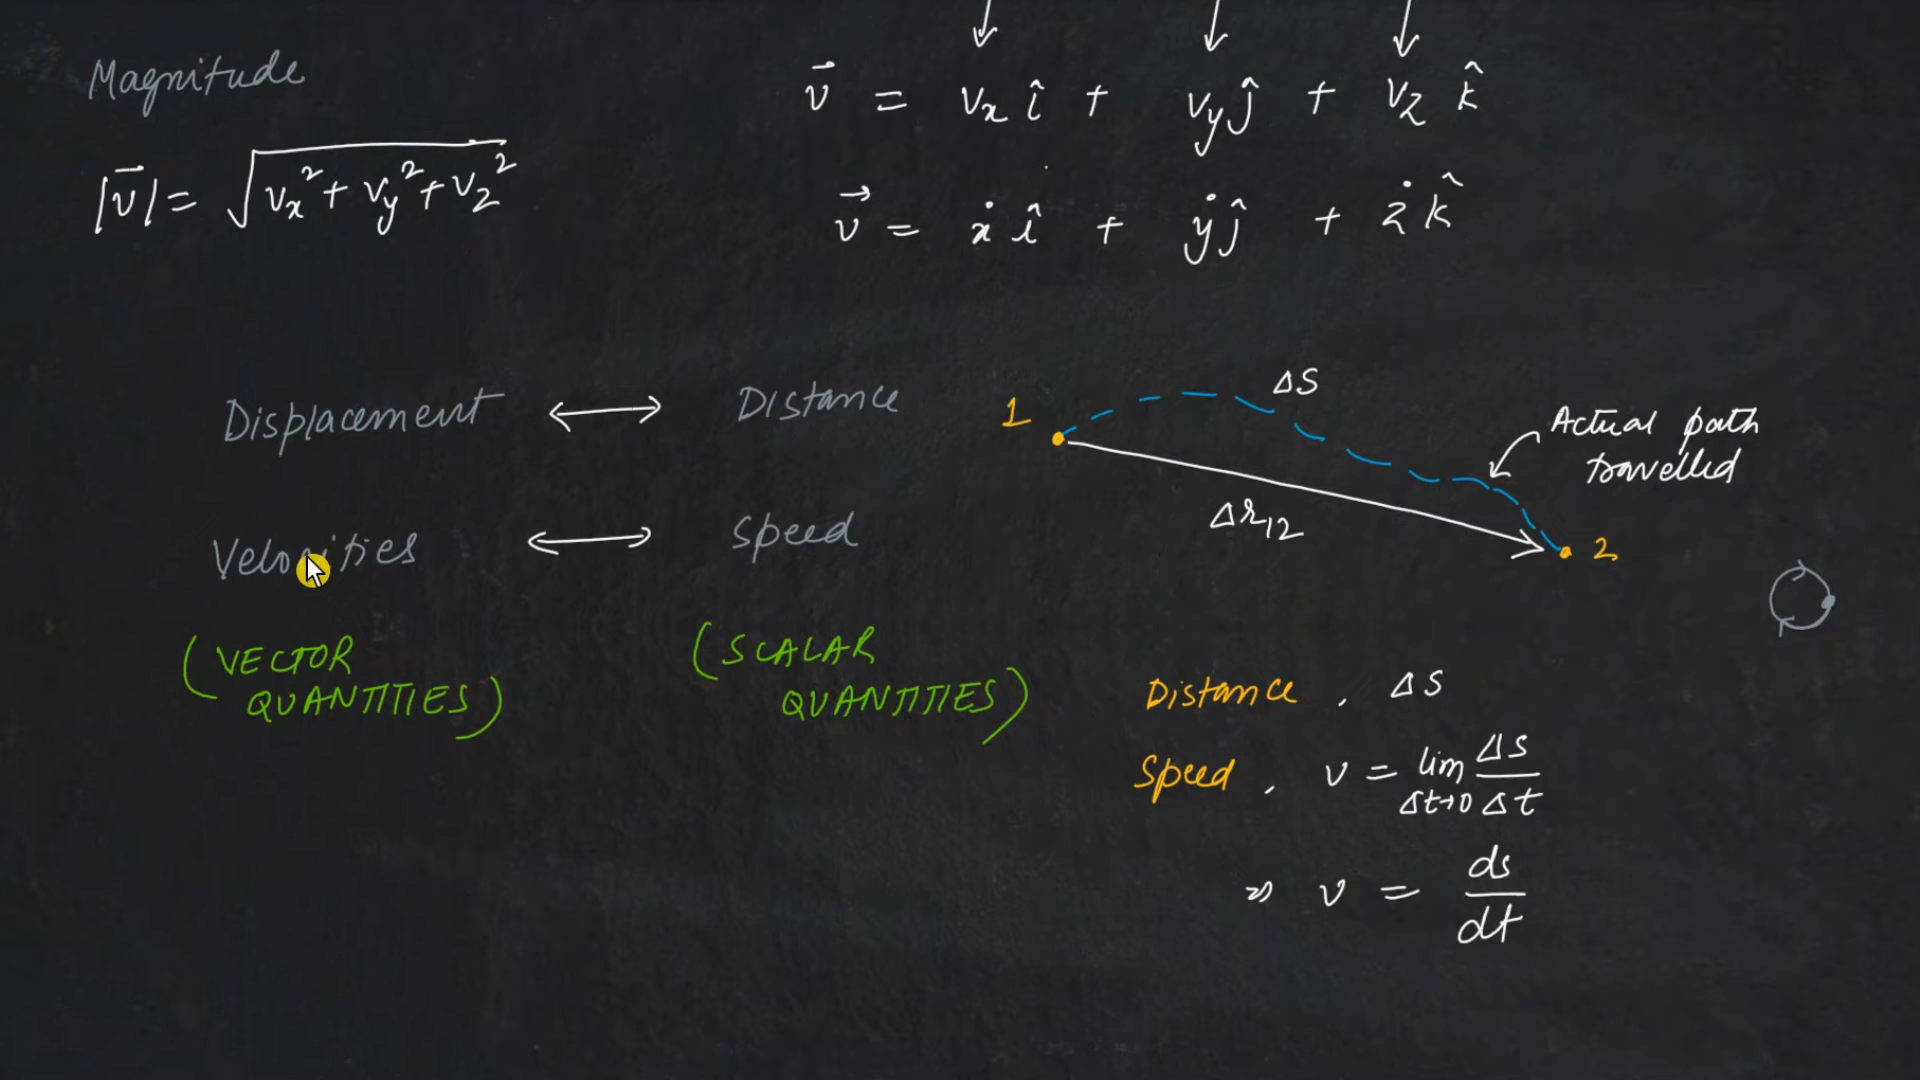 Magnitude
|v⃗| = √(vx² + vy² + vz²)
v⃗ = vx î + vy ĵ + vz k̂
v⃗ = ẋ î + ẏ ĵ + ż k̂
Displacement ↔ Distance
Velocities ↔ Speed
(VECTOR
QUANTITIES)
(SCALAR
QUANTITIES)
1
ΔS
Actual path
travelled
Δr12
2
Distance, ΔS
Speed, v = lim Δt→0 ΔS/Δt
⇒ v = ds/dt